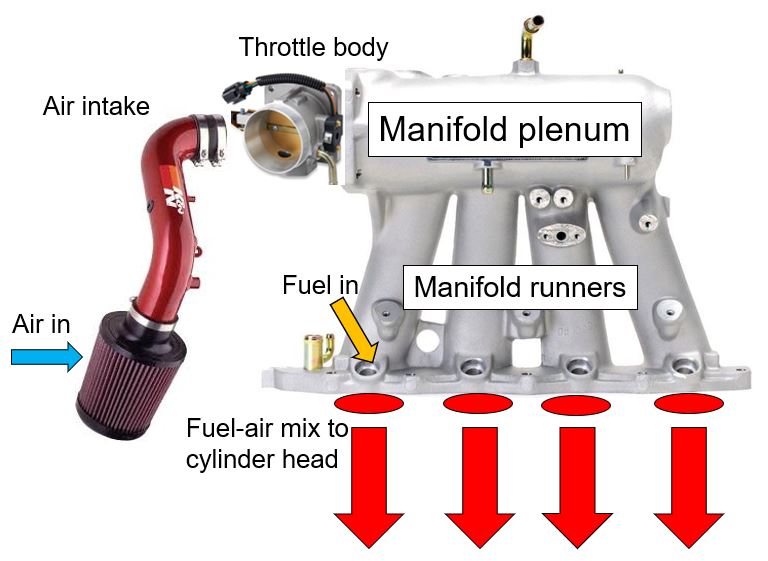 Throttle body
Air intake
Manifold plenum
K&N
Fuel in
Manifold runners
Air in
Fuel-air mix to
cylinder head